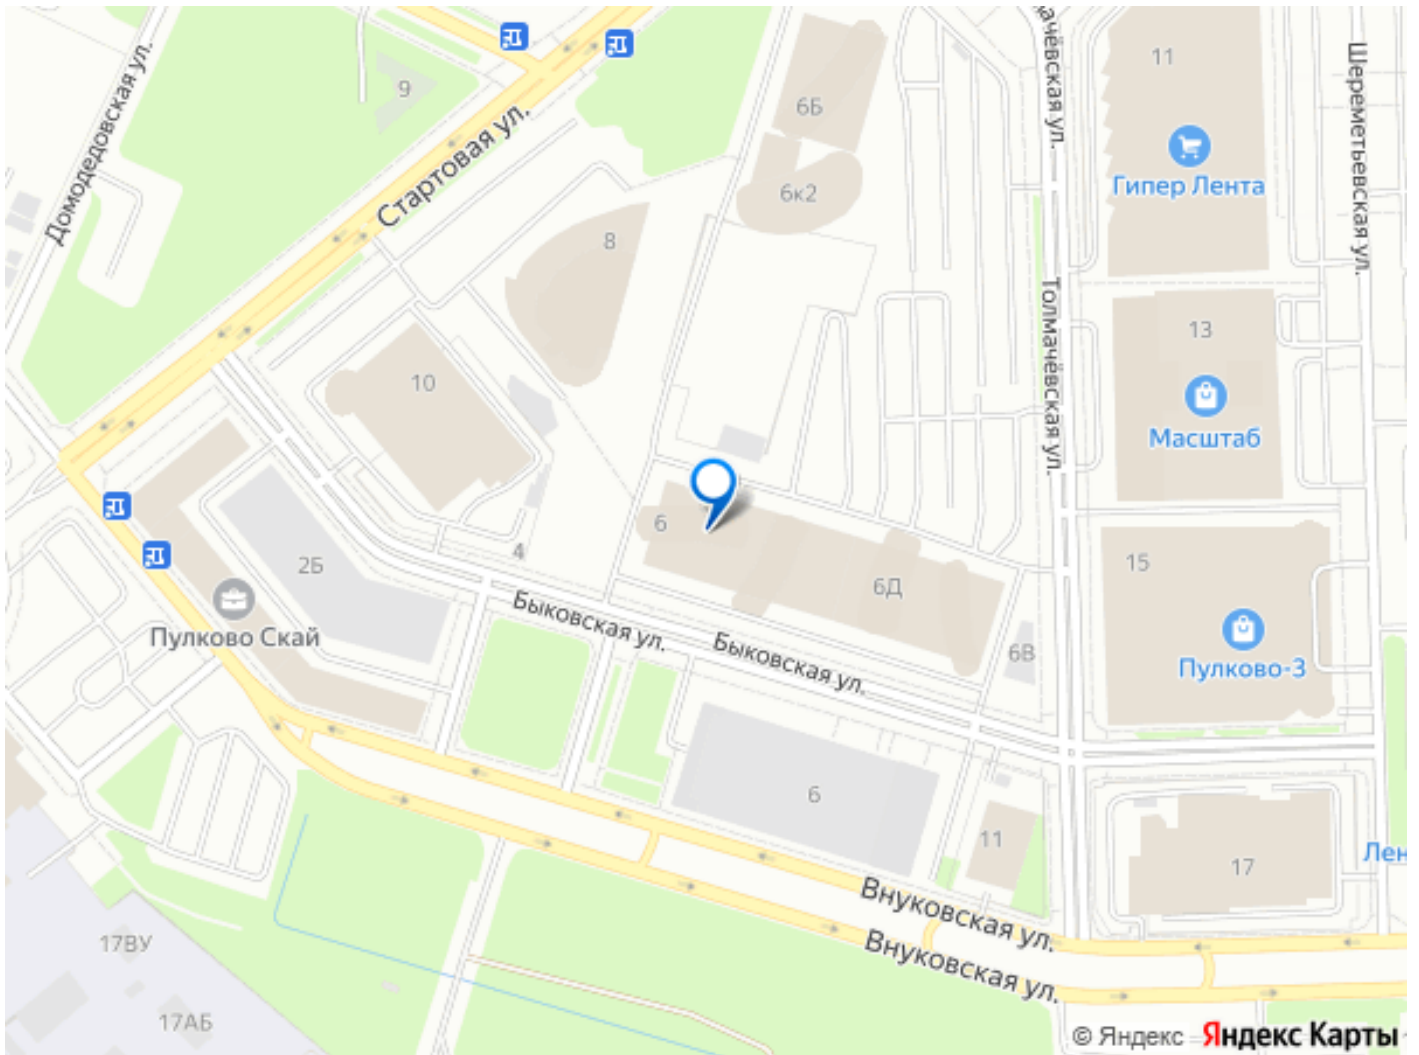 Домодедовская ул.
9
Стартовая ул.
6Б
6к2
8
10
11
Гипер Лента
Шереметьевская ул.
Толмачёвская ул.
13
Масштаб
6
6Д
4
2Б
Пулково Скай
Быковская ул.
Быковская ул.
6В
15
Пулково-3
6
11
17
Внуковская ул.
Внуковская ул.
17ВУ
17АБ
© Яндекс Яндекс Карты